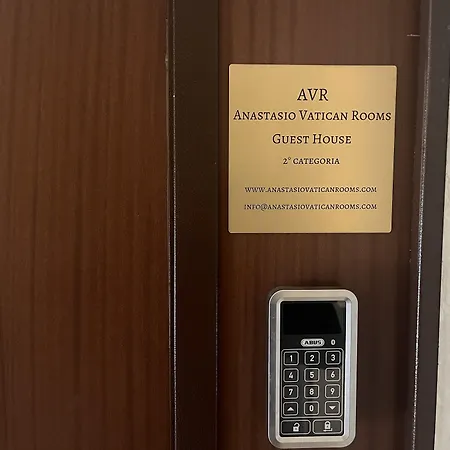 AVR
Anastasio Vatican Rooms
Guest House
2° categoria
www.anastasiovaticanrooms.com
info@anastasiovaticanrooms.com
ABUS 0
1 2 3
4 5 6
7 8 9
0